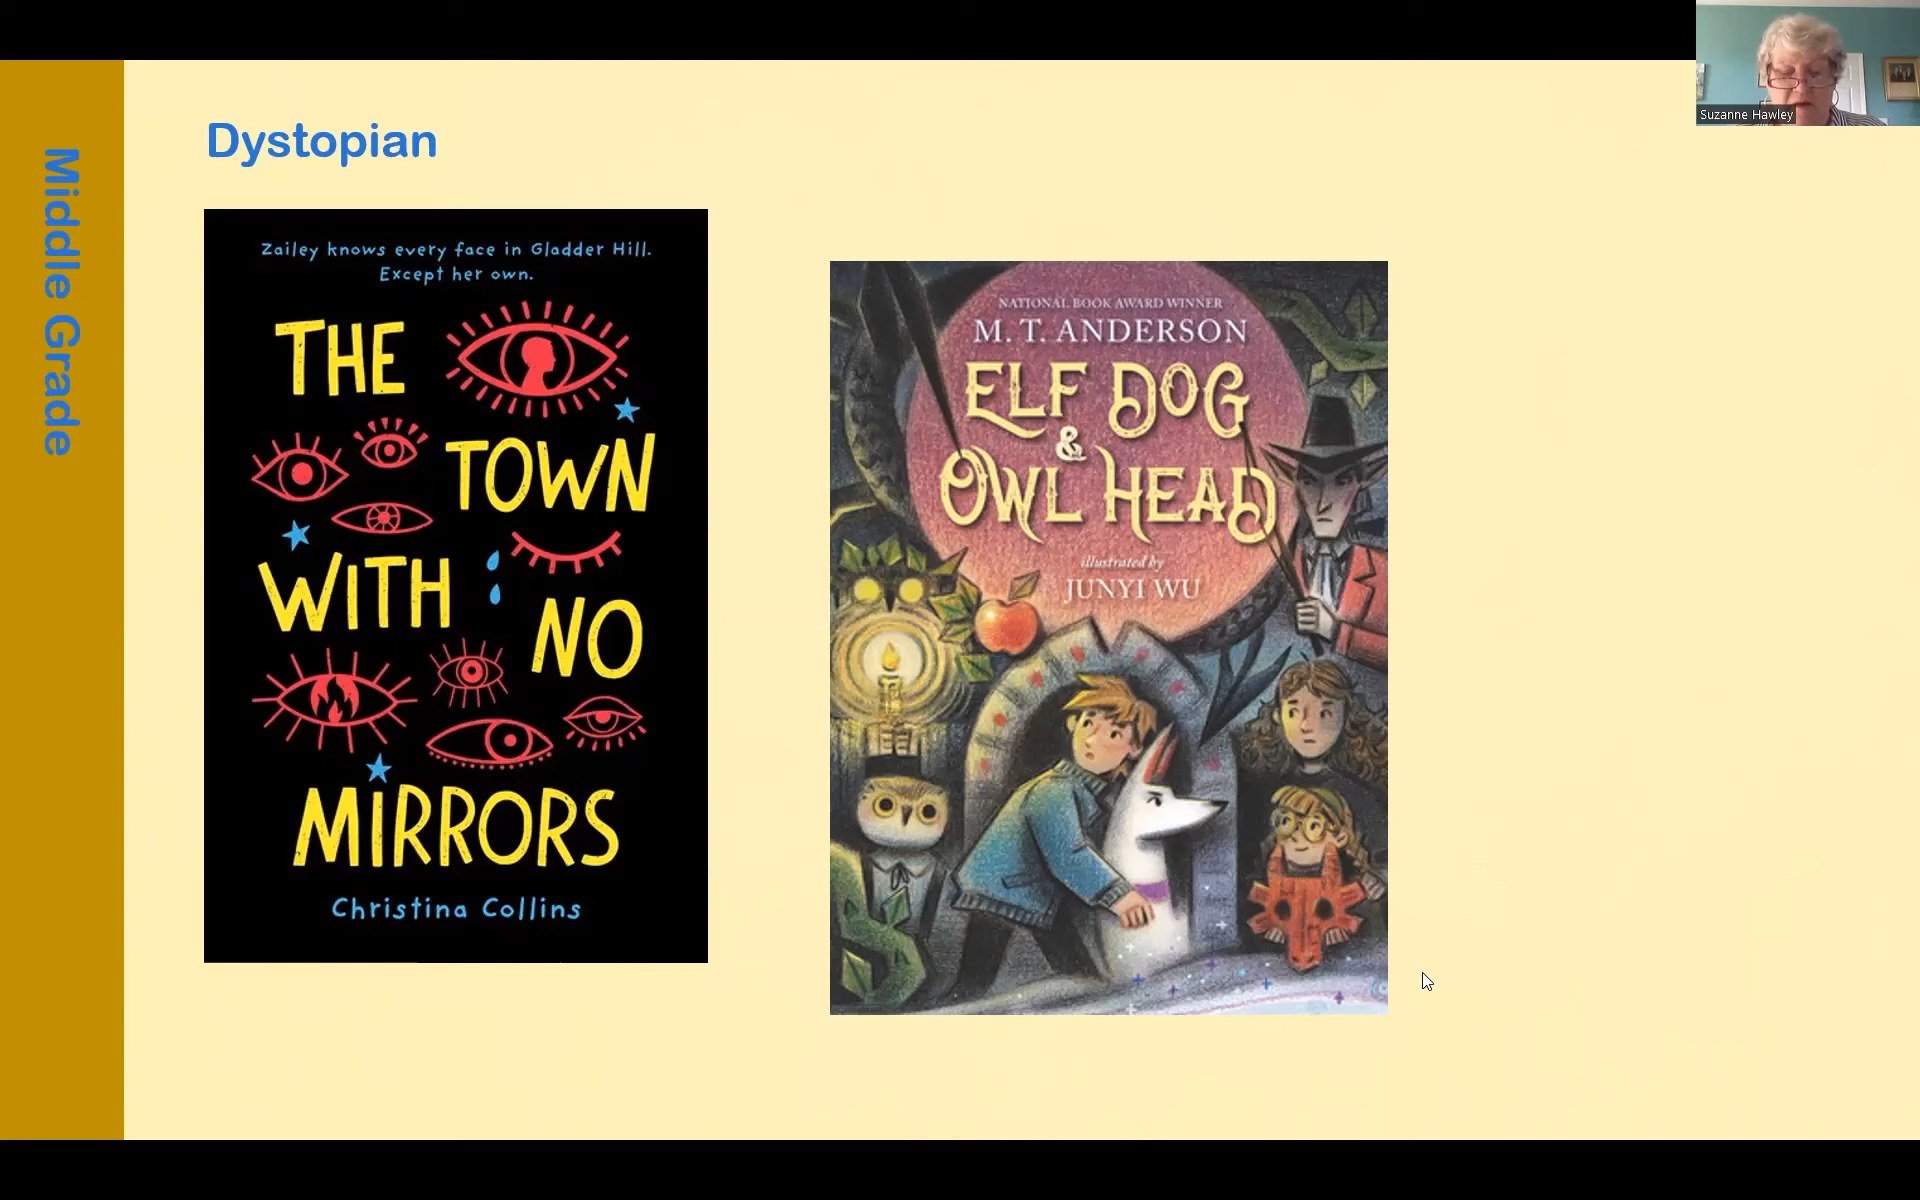 Suzanne Hawley
Middle Grade
Dystopian
Zailey knows every face in Gladder Hill.
Except her own.
THE
TOWN
WITH
NO
MIRRORS
Christina Collins
NATIONAL BOOK AWARD WINNER
M. T. ANDERSON
ELF DOG
&
OWL HEAD
illustrated by
JUNYI WU